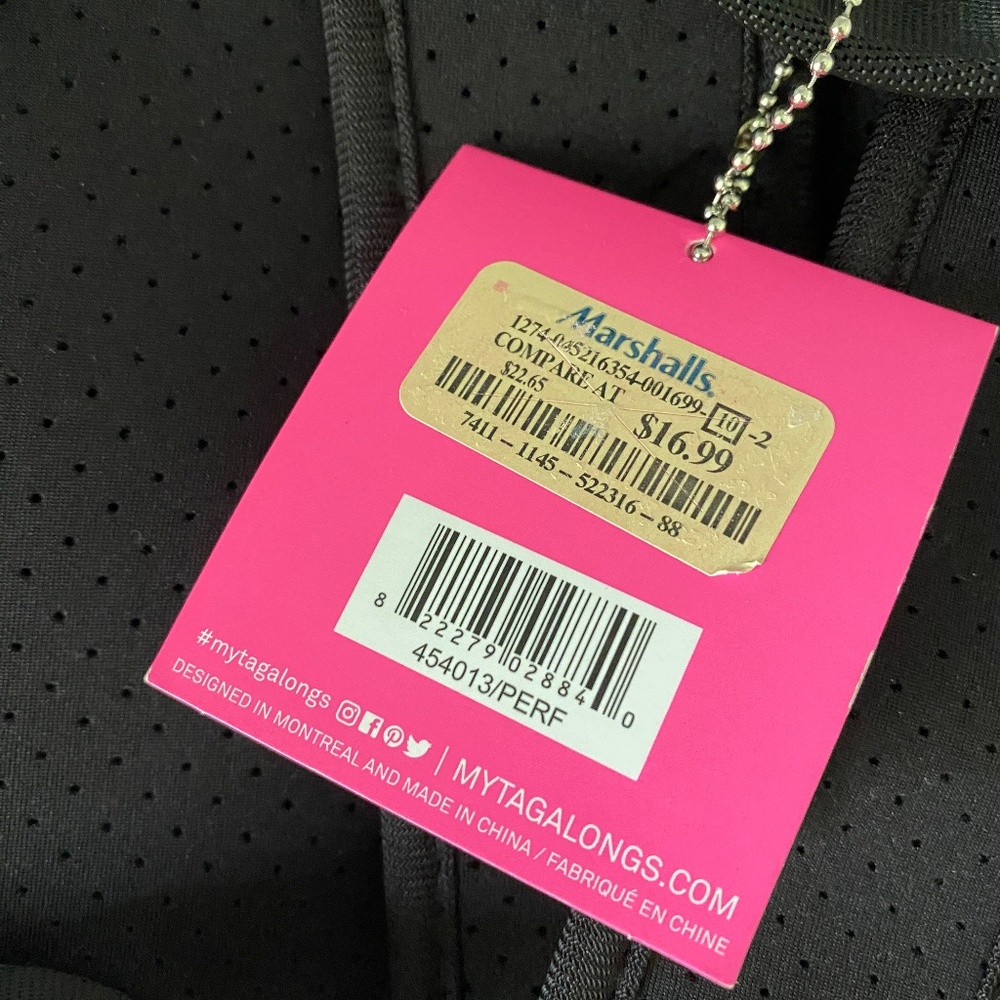 Marshalls.
1274-045216354-001699-10-2
COMPARE AT
$22.65
$16.99
7411-1145-522316-88
8 22279 02884 0
454013/PERF
#mytagalongs | MYTAGALONGS.COM
DESIGNED IN MONTREAL AND MADE IN CHINA / FABRIQUÉ EN CHINE